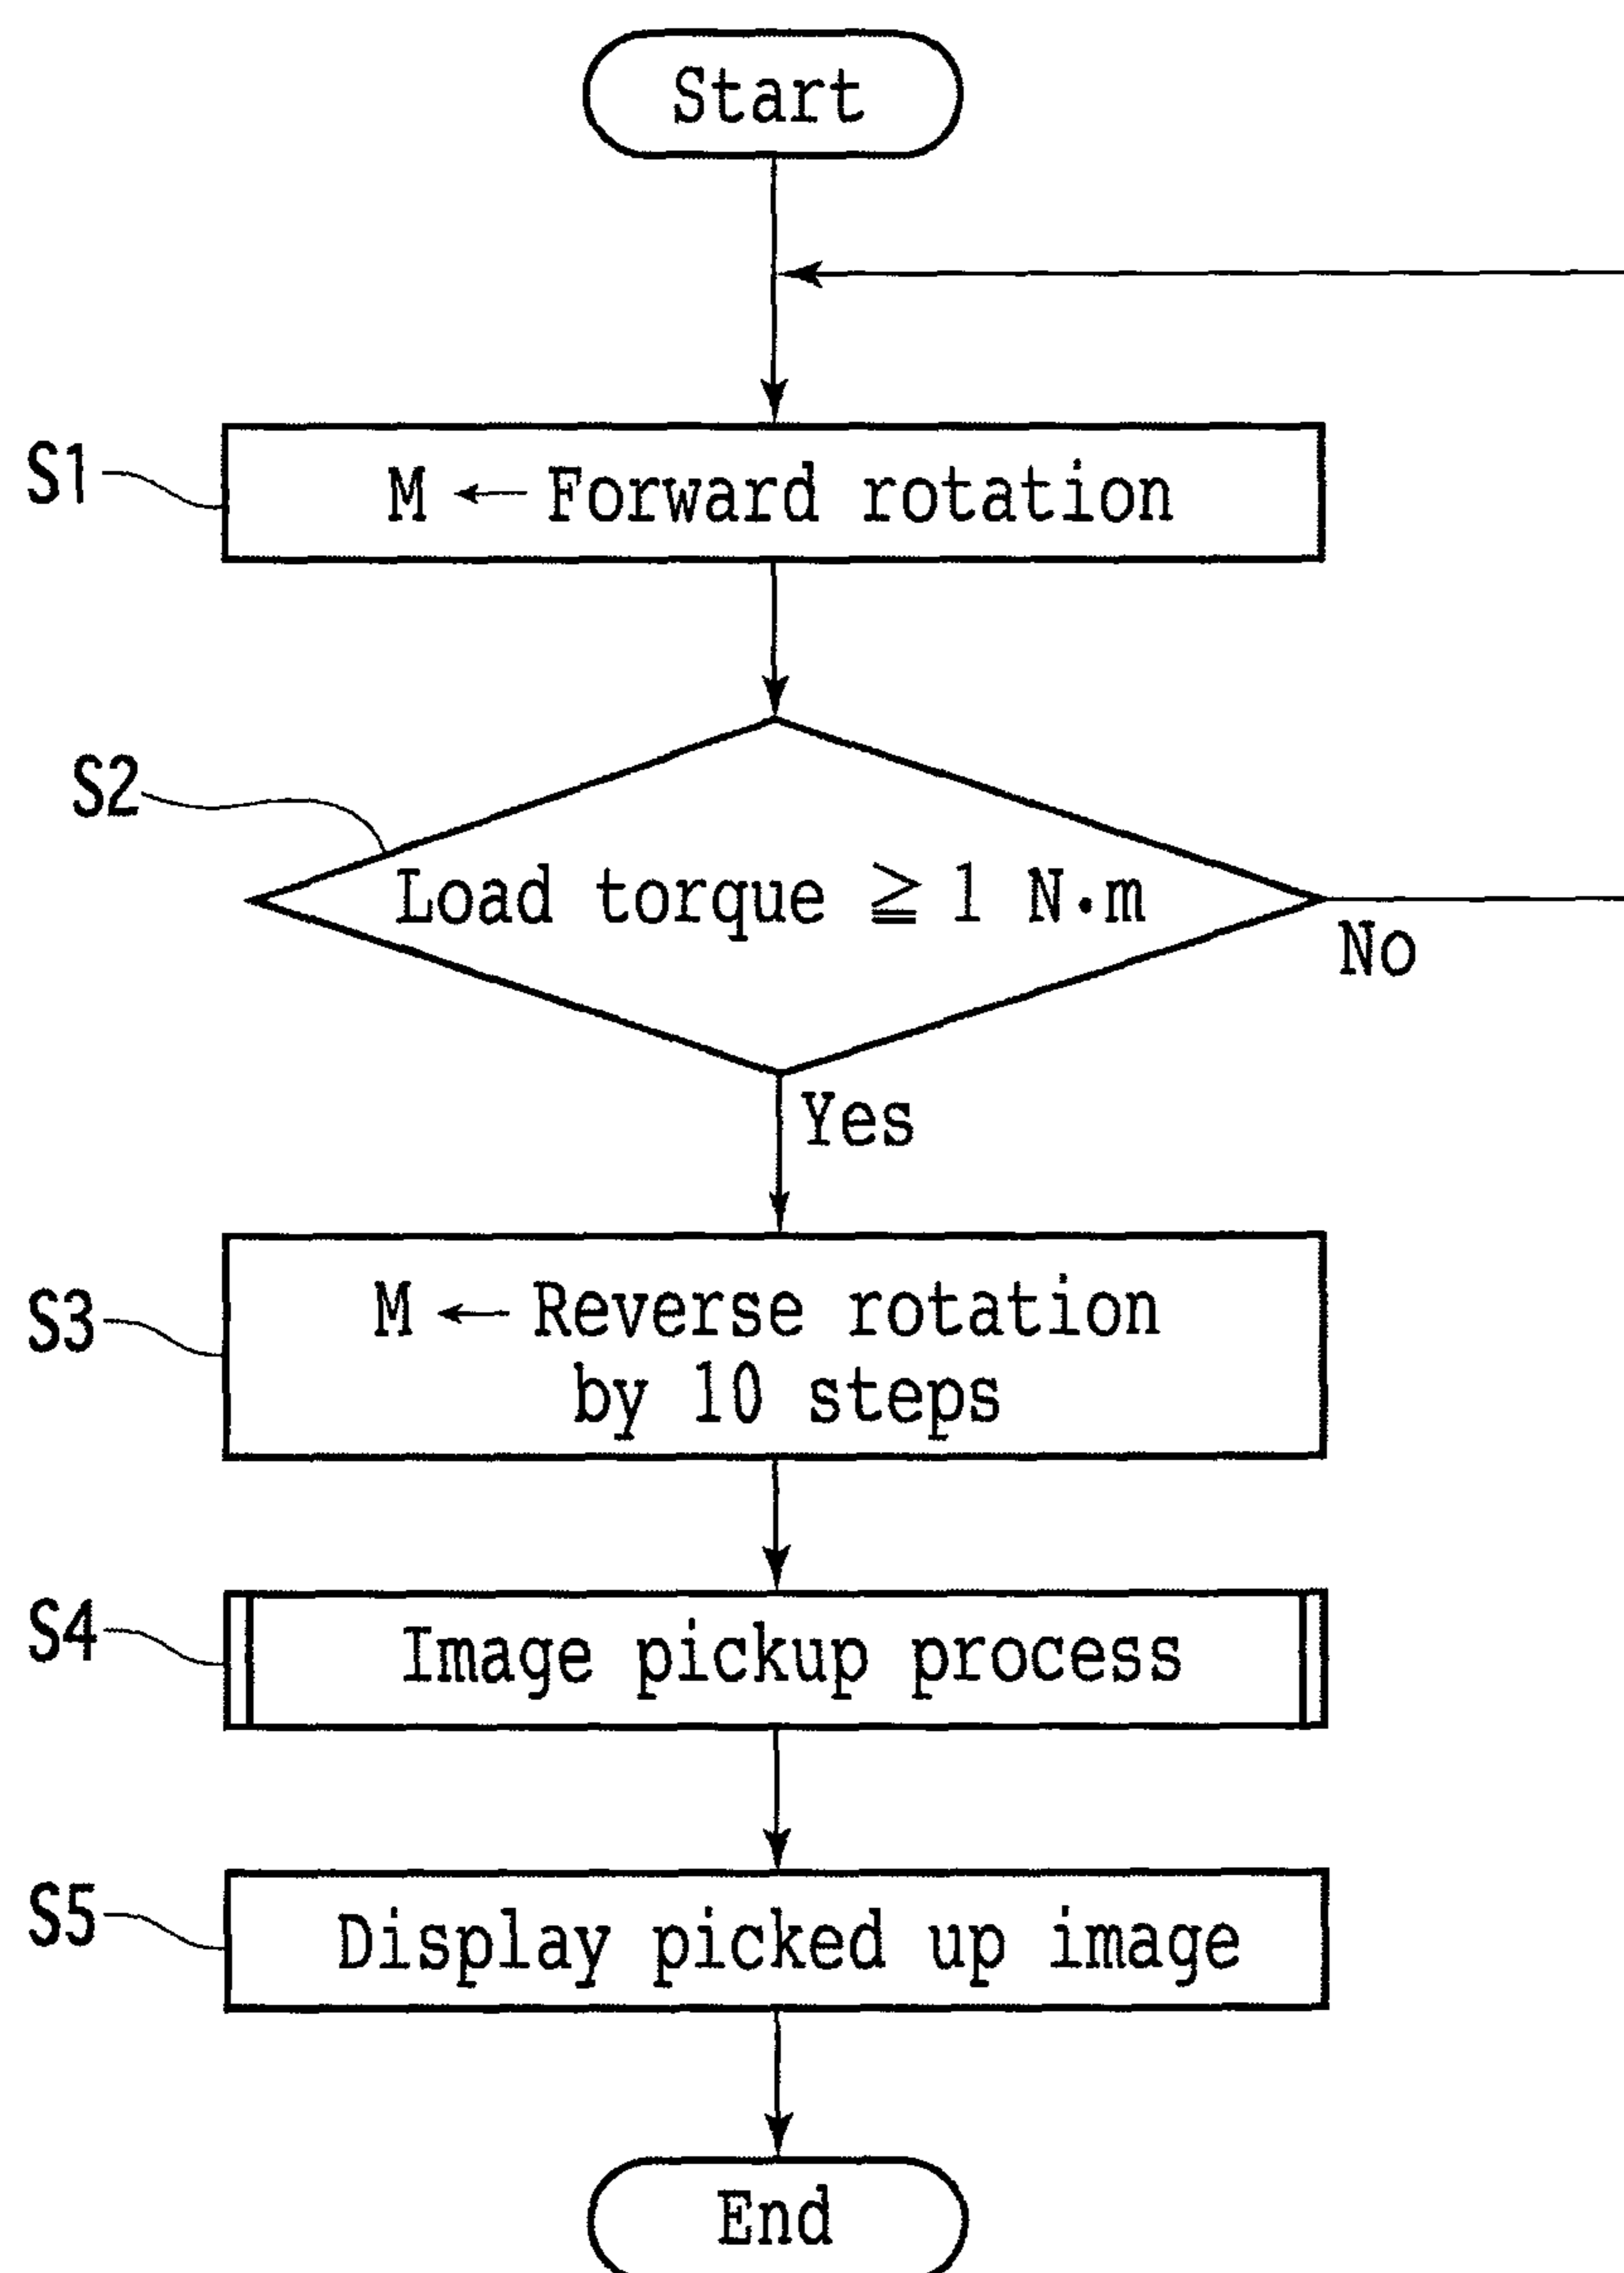 Start
S1
M ← Forward rotation
S2
Load torque ≧ 1 N·m
No
Yes
S3
M ← Reverse rotation
by 10 steps
S4
Image pickup process
S5
Display picked up image
End